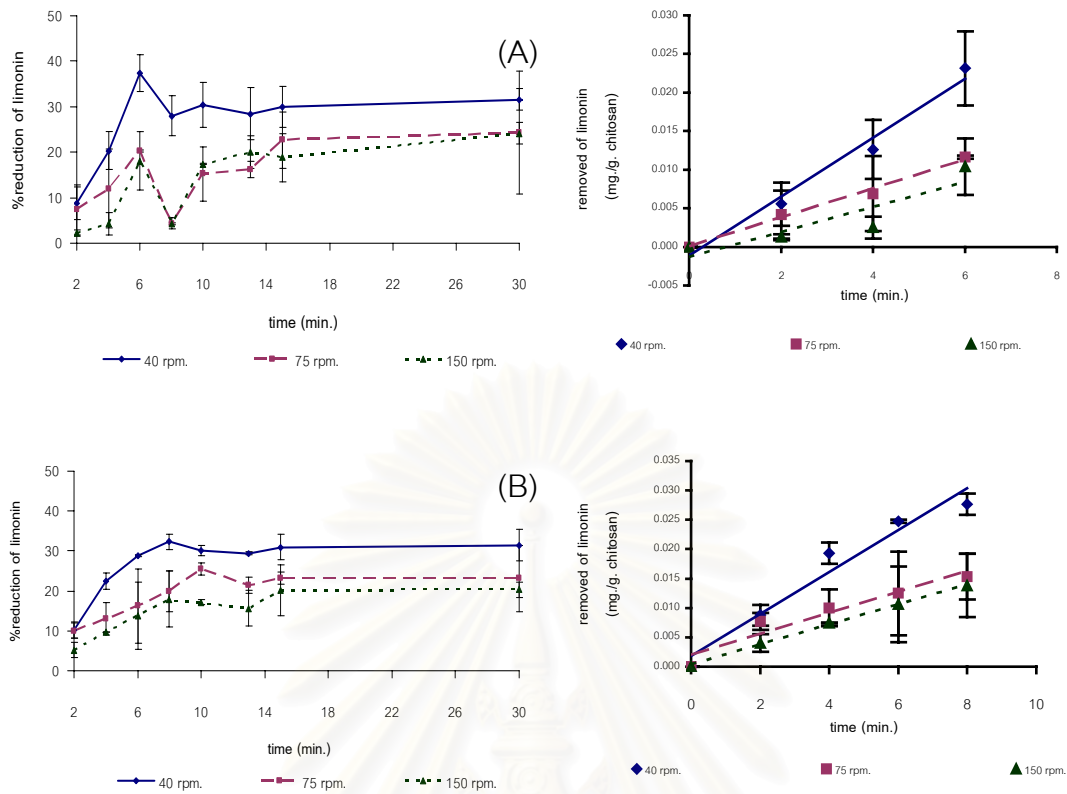 (A)
%reduction of limonin
50
40
30
20
10
0
2 6 10 14 18 22 26 30
time (min.)
40 rpm. 75 rpm. 150 rpm.
removed of limonin
(mg./g. chitosan)
0.030
0.025
0.020
0.015
0.010
0.005
0.000
-0.005
0 2 4 6 8
time (min.)
40 rpm. 75 rpm. 150 rpm.
(B)
%reduction of limonin
50
40
30
20
10
0
2 6 10 14 18 22 26 30
time (min.)
40 rpm. 75 rpm. 150 rpm.
removed of limonin
(mg./g. chitosan)
0.035
0.030
0.025
0.020
0.015
0.010
0.005
0.000
0 2 4 6 8 10
time (min.)
40 rpm. 75 rpm. 150 rpm.